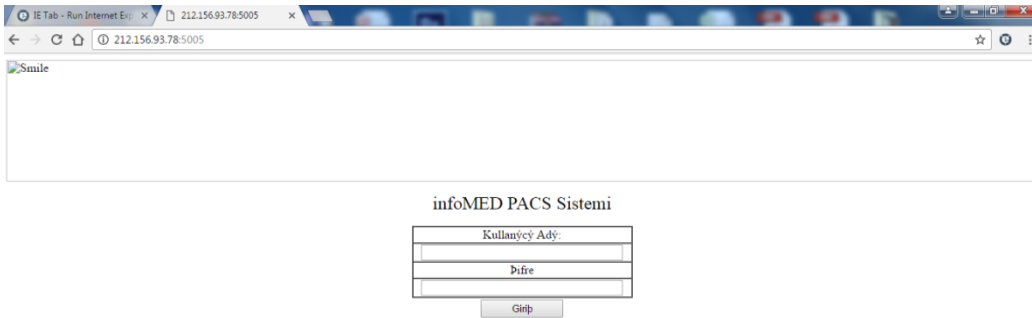 IE Tab - Run Internet Exp
212.156.93.78:5005
212.156.93.78:5005
Smile
infoMED PACS Sistemi
Kullanýcý Adý:
Þifre
Giriþ